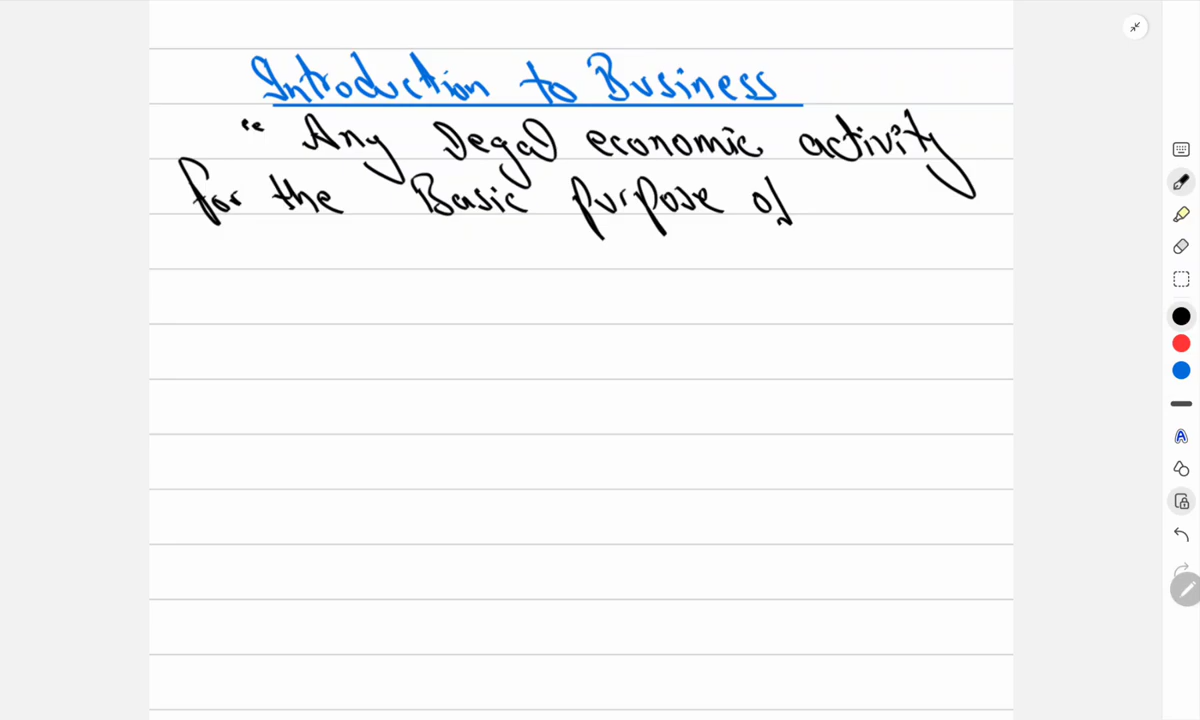 Introduction to Business
“ Any Legal economic activity
for the Basic purpose of